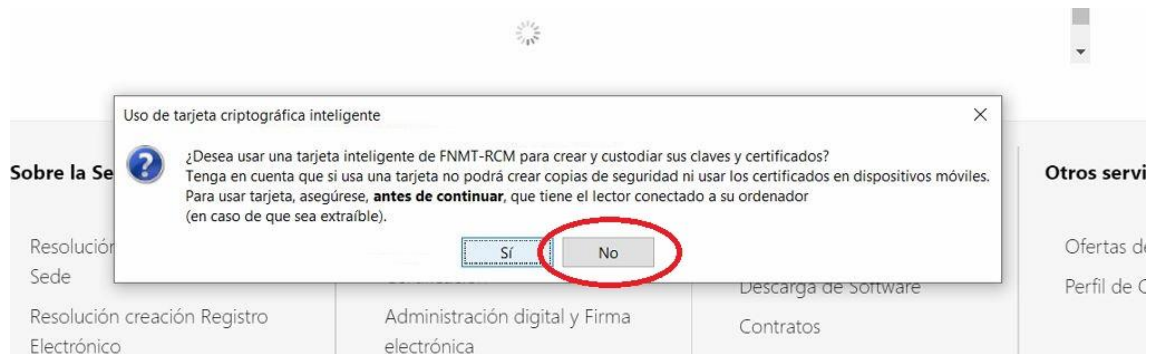 Uso de tarjeta criptográfica inteligente
¿Desea usar una tarjeta inteligente de FNMT-RCM para crear y custodiar sus claves y certificados?
Tenga en cuenta que si usa una tarjeta no podrá crear copias de seguridad ni usar los certificados en dispositivos móviles.
Para usar tarjeta, asegúrese, antes de continuar, que tiene el lector conectado a su ordenador
(en caso de que sea extraíble).
Sí
No
Sobre la Se
Resolución
Sede
Resolución creación Registro
Electrónico
Administración digital y Firma
electrónica
Descarga de Software
Contratos
Otros servi
Ofertas de
Perfil de C